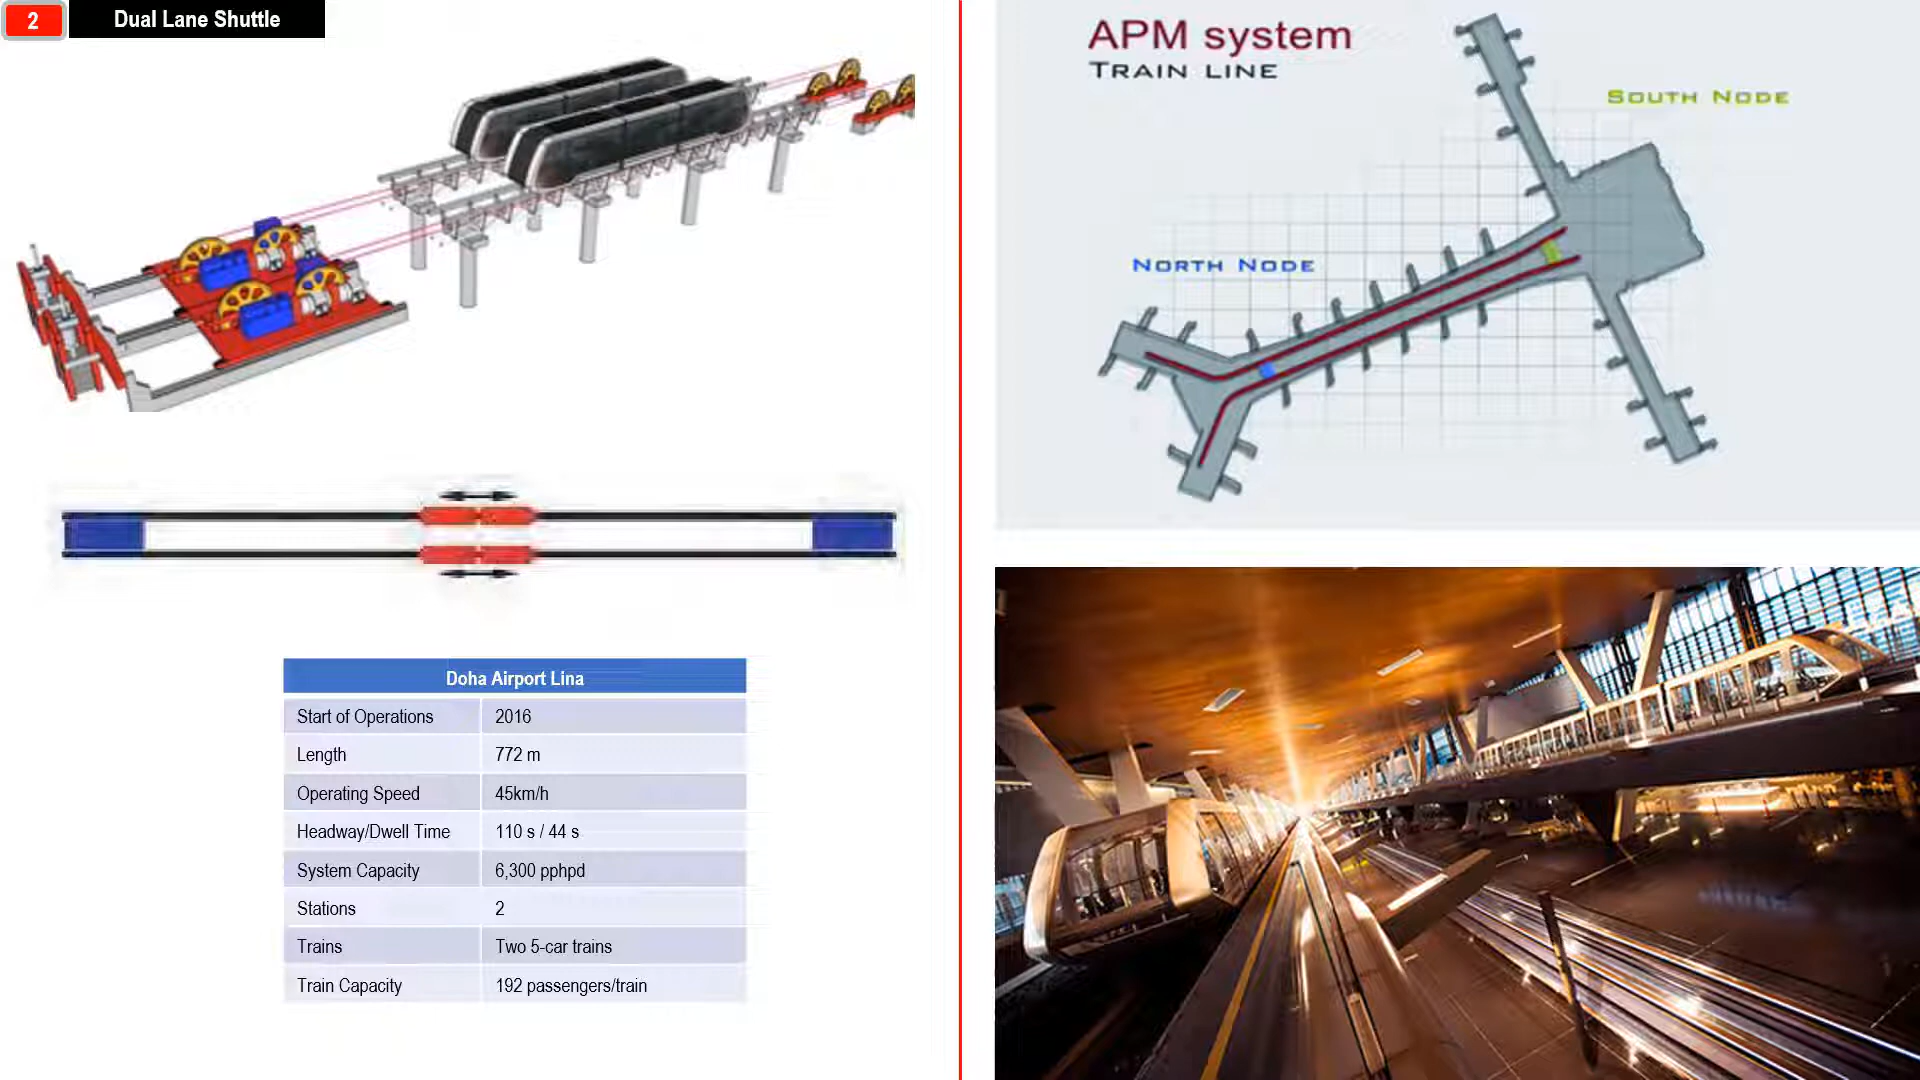 2
Dual Lane Shuttle
Doha Airport Lina
Start of Operations 2016
Length 772 m
Operating Speed 45km/h
Headway/Dwell Time 110 s / 44 s
System Capacity 6,300 pphpd
Stations 2
Trains Two 5-car trains
Train Capacity 192 passengers/train
APM system
TRAIN LINE
SOUTH NODE
NORTH NODE